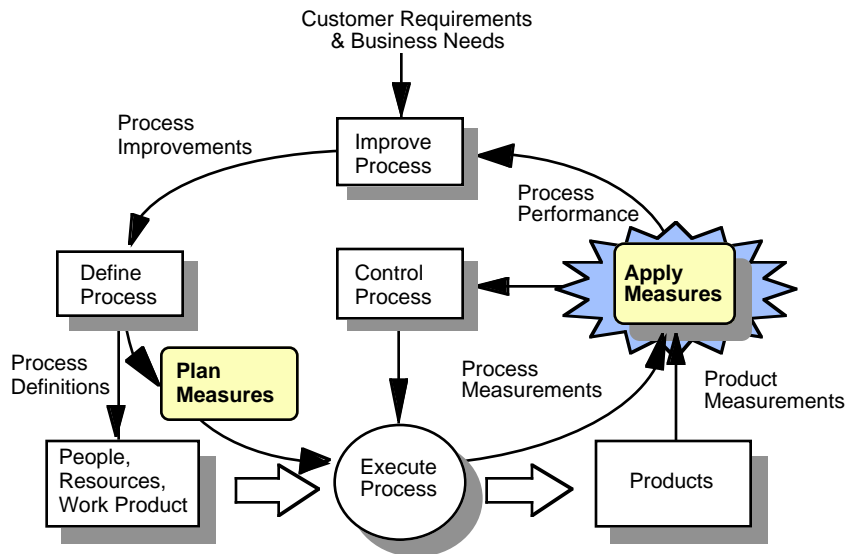 Customer Requirements
& Business Needs
Process
Improvements
Improve
Process
Process
Performance
Define
Process
Control
Process
Apply
Measures
Process
Definitions
Plan
Measures
Process
Measurements
Product
Measurements
People,
Resources,
Work Product
Execute
Process
Products